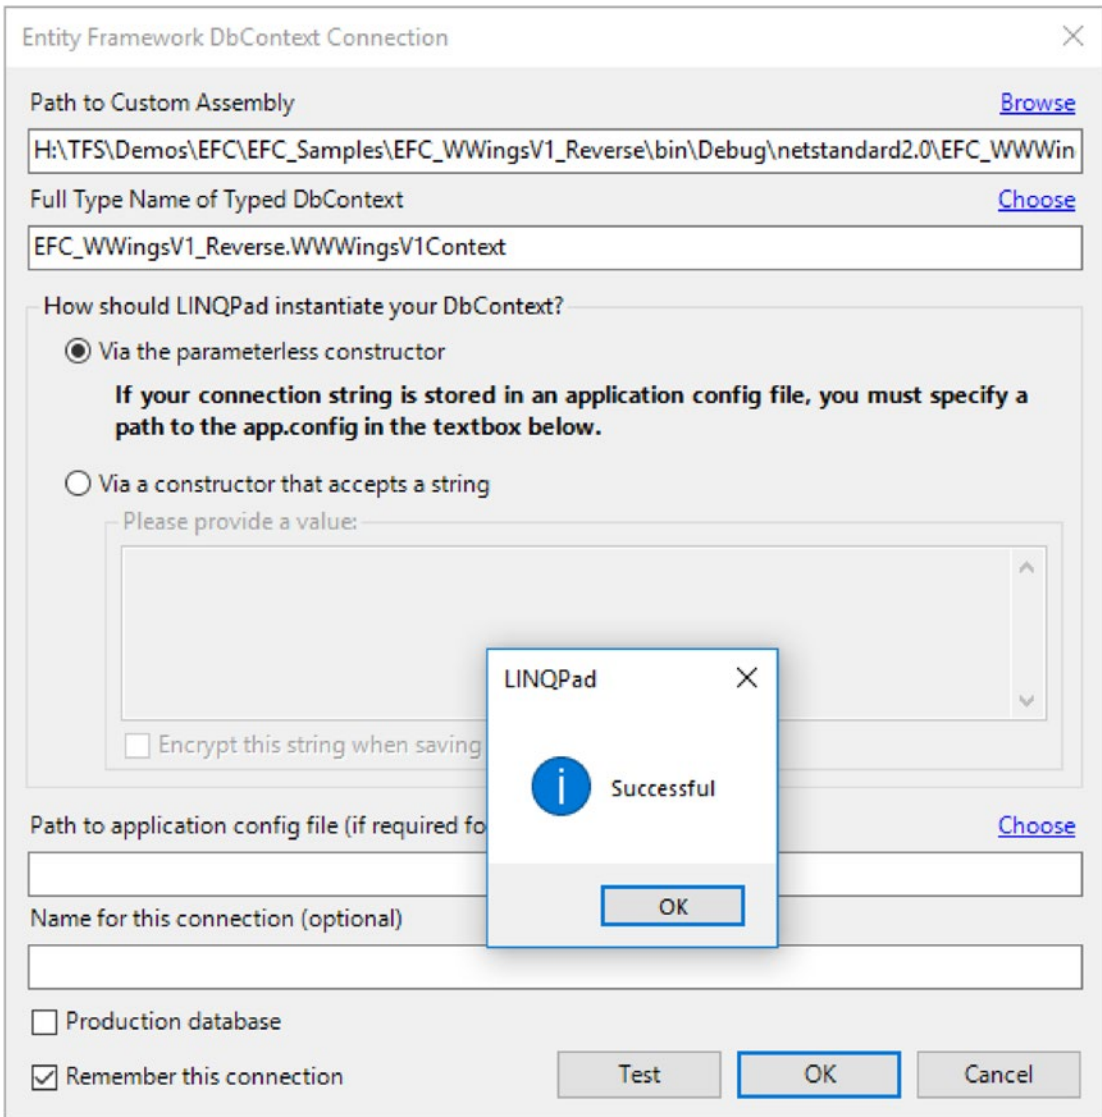 Entity Framework DbContext Connection
Path to Custom Assembly
Browse
H:\TFS\Demos\EFC\EFC_Samples\EFC_WWingsV1_Reverse\bin\Debug\netstandard2.0\EFC_WWWin
Full Type Name of Typed DbContext
Choose
EFC_WWingsV1_Reverse.WWWingsV1Context
How should LINQPad instantiate your DbContext?
Via the parameterless constructor
If your connection string is stored in an application config file, you must specify a
path to the app.config in the textbox below.
Via a constructor that accepts a string
Please provide a value:
Encrypt this string when saving
LINQPad
i
Successful
OK
Path to application config file (if required fo
Choose
Name for this connection (optional)
Production database
Remember this connection
Test
OK
Cancel